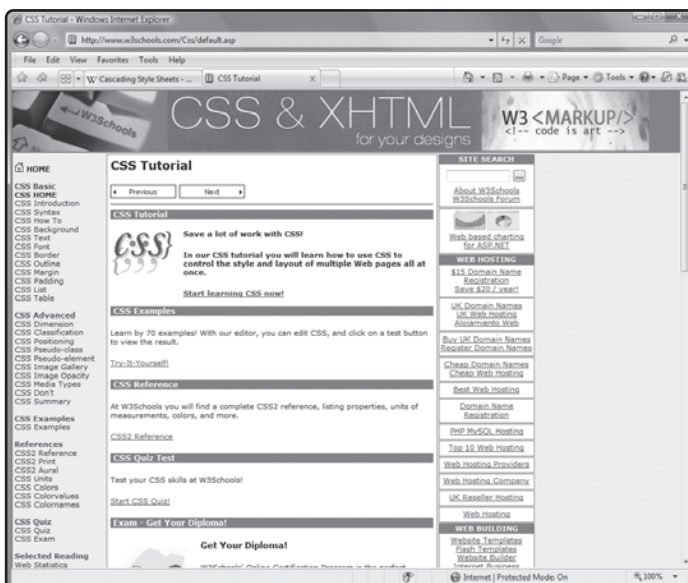 CSS Tutorial - Windows Internet Explorer
http://www.w3schools.com/Css/default.asp
Google
File Edit View Favorites Tools Help
W Cascading Style Sheets - ...
CSS Tutorial
Page
Tools
W3Schools
CSS & XHTML
for your designs
W3 <MARKUP/>
<!-- code is art -->
HOME
CSS Basic
CSS HOME
CSS Introduction
CSS Syntax
CSS How To
CSS Background
CSS Text
CSS Font
CSS Border
CSS Outline
CSS Margin
CSS Padding
CSS List
CSS Table
CSS Advanced
CSS Dimension
CSS Classification
CSS Positioning
CSS Pseudo-class
CSS Pseudo-element
CSS Image Gallery
CSS Image Opacity
CSS Media Types
CSS Don't
CSS Summary
CSS Examples
CSS Examples
References
CSS2 Reference
CSS2 Print
CSS2 Aural
CSS Units
CSS Colors
CSS Colorvalues
CSS Colornames
CSS Quiz
CSS Quiz
CSS Exam
Selected Reading
Web Statistics
CSS Tutorial
Previous
Next
CSS Tutorial
{CSS}
Save a lot of work with CSS!
In our CSS tutorial you will learn how to use CSS to
control the style and layout of multiple Web pages all at
once.
Start learning CSS now!
CSS Examples
Learn by 70 examples! With our editor, you can edit CSS, and click on a test button
to view the result.
Try-It-Yourself!
CSS Reference
At W3Schools you will find a complete CSS2 reference, listing properties, units of
measurements, colors, and more.
CSS2 Reference
CSS Quiz Test
Test your CSS skills at W3Schools!
Start CSS Quiz!
Exam - Get Your Diploma!
Get Your Diploma!
W3Schools' Online Certification Program is the perfect
SITE SEARCH
About W3Schools
W3Schools Forum
Web based charting
for ASP.NET
WEB HOSTING
$15 Domain Name
Registration
Save $20 / year!
UK Domain Names
UK Web Hosting
Alojamiento Web
Buy UK Domain Names
Register Domain Names
Cheap Domain Names
Cheap Web Hosting
Best Web Hosting
Domain Name
Registration
PHP MySQL Hosting
Top 10 Web Hosting
Web Hosting Providers
Web Hosting Company
UK Reseller Hosting
Web Hosting
WEB BUILDING
Website Templates
Flash Templates
Website Builder
Internet Business
Internet | Protected Mode: On
100%